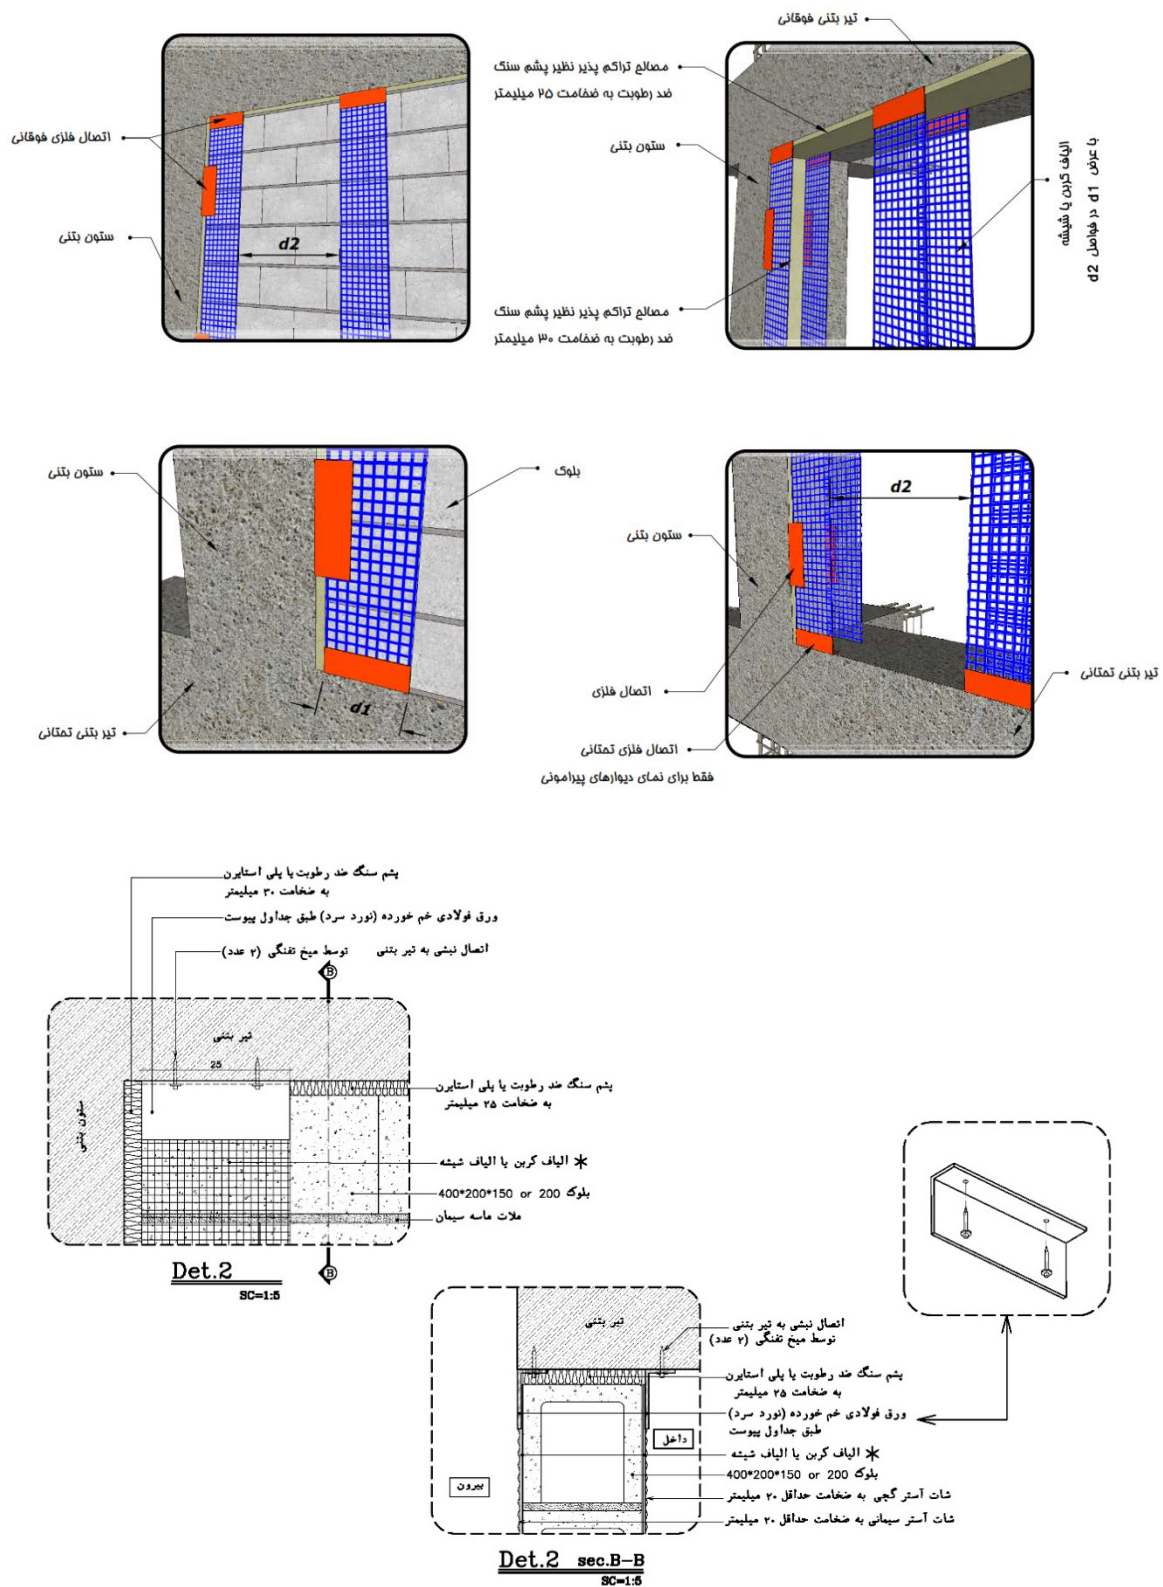 تیر بتنی فوقانی
مصالح تراکم پذیر نظیر پشم سنگ
ضد رطوبت به ضخامت ۲۵ میلیمتر
ستون بتنی
الیاف کربن یا شیشه
با عرض d1 در فواصل d2
مصالح تراکم پذیر نظیر پشم سنگ
ضد رطوبت به ضخامت ۳۰ میلیمتر
اتصال فلزی فوقانی
ستون بتنی
d2
ستون بتنی
بلوک
تیر بتنی تحتانی
d1
d2
ستون بتنی
اتصال فلزی
تیر بتنی تحتانی
اتصال فلزی تحتانی
فقط برای نمای دیوارهای پیرامونی
پشم سنگ ضد رطوبت یا پلی استایرن
به ضخامت ۳۰ میلیمتر
ورق فولادی خم خورده (نورد سرد) طبق جداول پیوست
اتصال نبشی به تیر بتنی توسط میخ تفنگی (۲ عدد)
B
تیر بتنی
25
ستون بتنی
پشم سنگ ضد رطوبت یا پلی استایرن
به ضخامت ۲۵ میلیمتر
* الیاف کربن یا الیاف شیشه
بلوک 400*200*150 or 200
ملات ماسه سیمان
B
Det.2
SC=1:5
تیر بتنی
اتصال نبشی به تیر بتنی
توسط میخ تفنگی (۲ عدد)
پشم سنگ ضد رطوبت یا پلی استایرن
به ضخامت ۲۵ میلیمتر
ورق فولادی خم خورده (نورد سرد)
طبق جداول پیوست
داخل
* الیاف کربن یا الیاف شیشه
بلوک 400*200*150 or 200
بیرون
شات آستر گچی به ضخامت حداقل ۲۰ میلیمتر
شات آستر سیمانی به ضخامت حداقل ۲۰ میلیمتر
Det.2 sec.B-B
SC=1:5